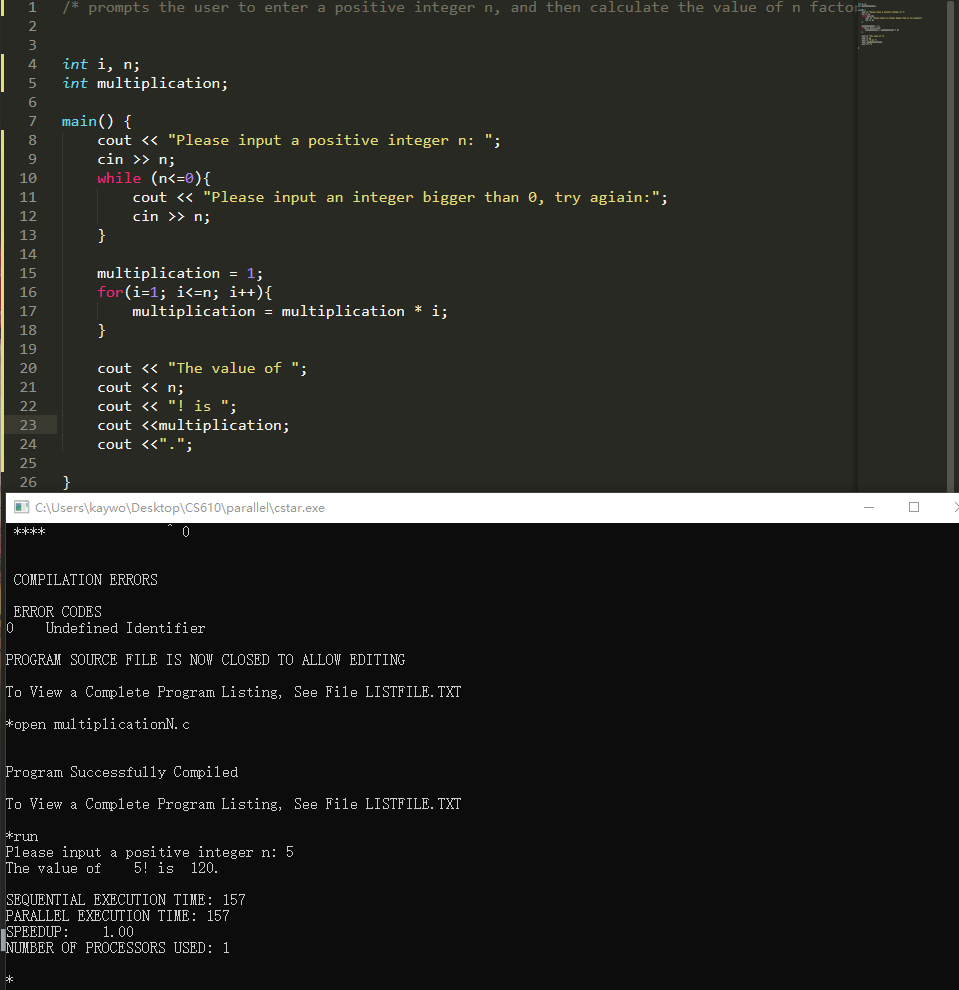 1 /* prompts the user to enter a positive integer n, and then calculate the value of n factor
2
3
4 int i, n;
5 int multiplication;
6
7 main() {
8 cout << "Please input a positive integer n: ";
9 cin >> n;
10 while (n<=0){
11 cout << "Please input an integer bigger than 0, try agiain:";
12 cin >> n;
13 }
14
15 multiplication = 1;
16 for(i=1; i<=n; i++){
17 multiplication = multiplication * i;
18 }
19
20 cout << "The value of ";
21 cout << n;
22 cout << "! is ";
23 cout <<multiplication;
24 cout <<".";
25
26 }
C:\Users\kaywo\Desktop\CS610\parallel\cstar.exe
**** ^ 0
COMPILATION ERRORS
ERROR CODES
0 Undefined Identifier
PROGRAM SOURCE FILE IS NOW CLOSED TO ALLOW EDITING
To View a Complete Program Listing, See File LISTFILE.TXT
*open multiplicationN.c
Program Successfully Compiled
To View a Complete Program Listing, See File LISTFILE.TXT
*run
Please input a positive integer n: 5
The value of 5! is 120.
SEQUENTIAL EXECUTION TIME: 157
PARALLEL EXECUTION TIME: 157
SPEEDUP: 1.00
NUMBER OF PROCESSORS USED: 1
*